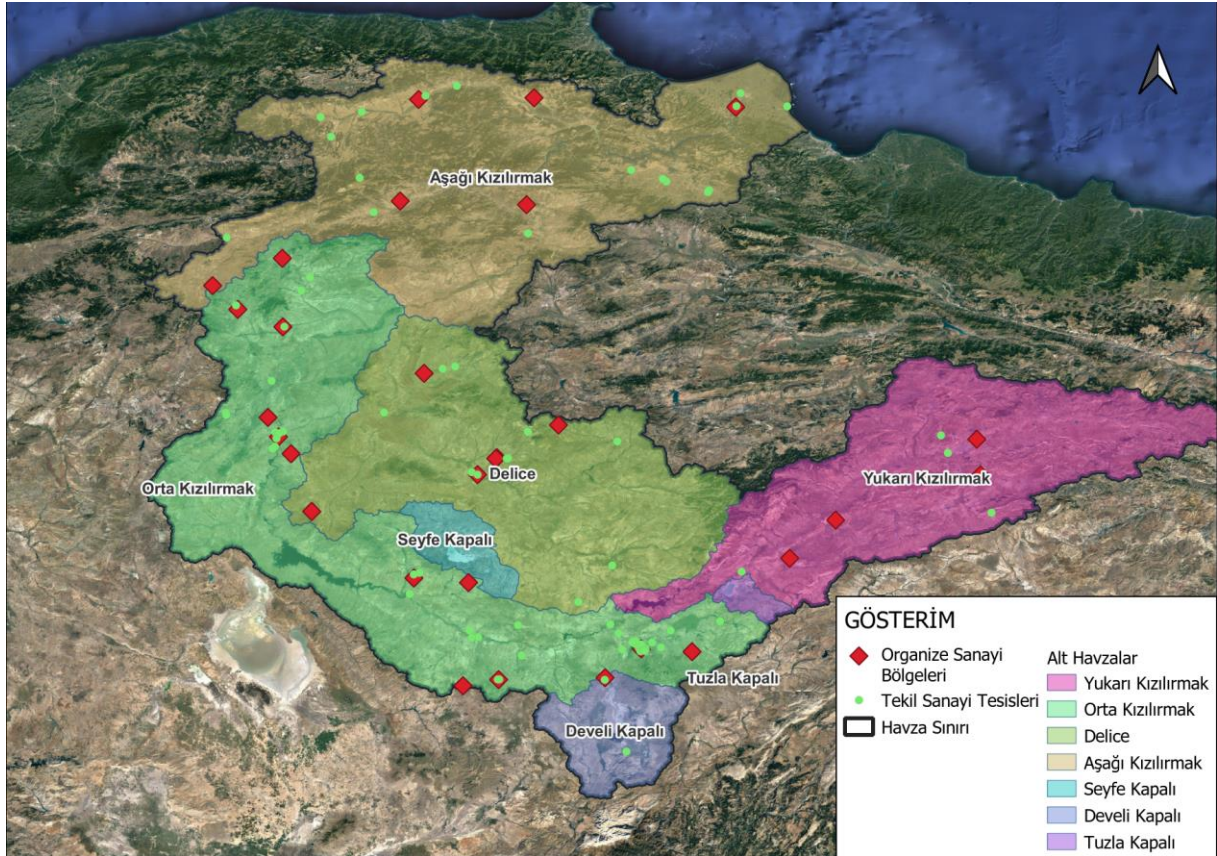 Aşağı Kızılırmak
Orta Kızılırmak
Delice
Yukarı Kızılırmak
Seyfe Kapalı
Tuzla Kapalı
Develi Kapalı
GÖSTERİM
Organize Sanayi
Bölgeleri
Tekil Sanayi Tesisleri
Havza Sınırı
Alt Havzalar
Yukarı Kızılırmak
Orta Kızılırmak
Delice
Aşağı Kızılırmak
Seyfe Kapalı
Develi Kapalı
Tuzla Kapalı